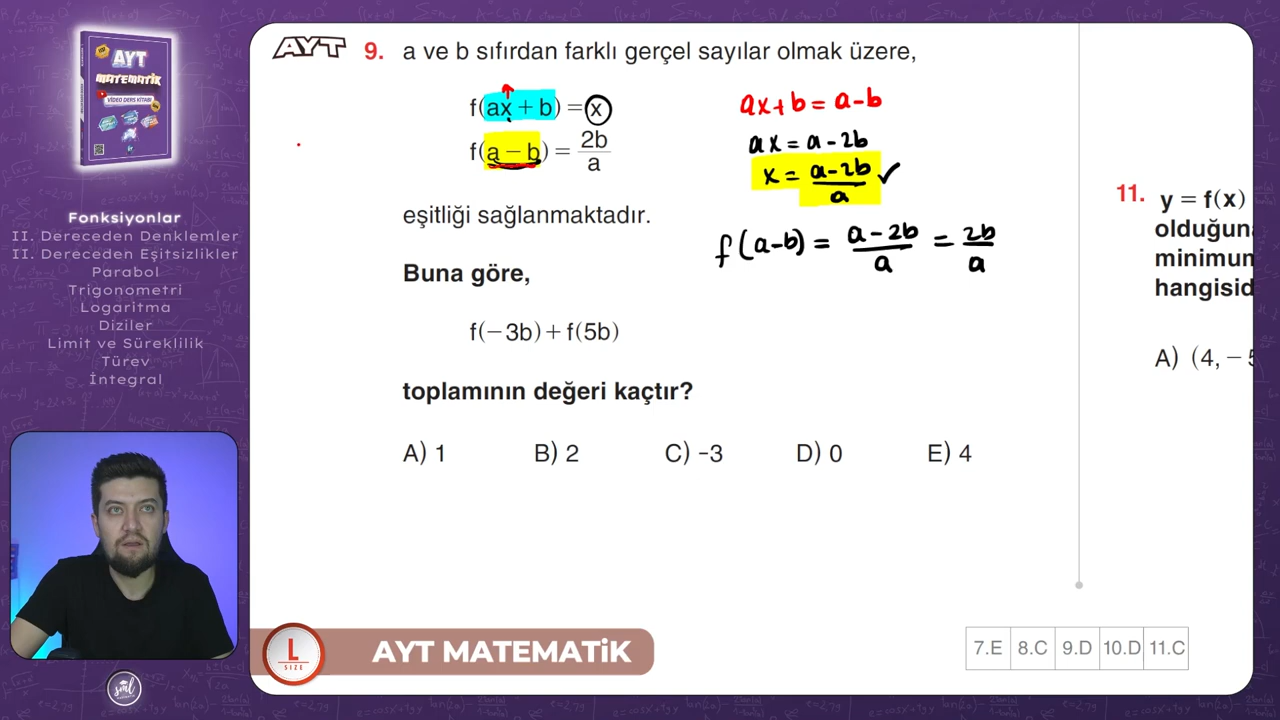 AYT
MATEMATİK
VİDEO DERS KİTABI
Fonksiyonlar
II. Dereceden Denklemler
II. Dereceden Eşitsizlikler
Parabol
Trigonometri
Logaritma
Diziler
Limit ve Süreklilik
Türev
İntegral
sml
AYT 9. a ve b sıfırdan farklı gerçel sayılar olmak üzere,
f(ax + b) = x
f(a − b) = 2b/a
eşitliği sağlanmaktadır.
Buna göre,
f(−3b) + f(5b)
toplamının değeri kaçtır?
A) 1 B) 2 C) -3 D) 0 E) 4
ax+b = a-b
ax = a-2b
x = a-2b/a ✓
f(a-b) = a-2b/a = 2b/a
11. y = f(x)
olduğuna
minimum
hangisid
A) (4, − 5
L
SIZE
AYT MATEMATİK
7.E 8.C 9.D 10.D 11.C